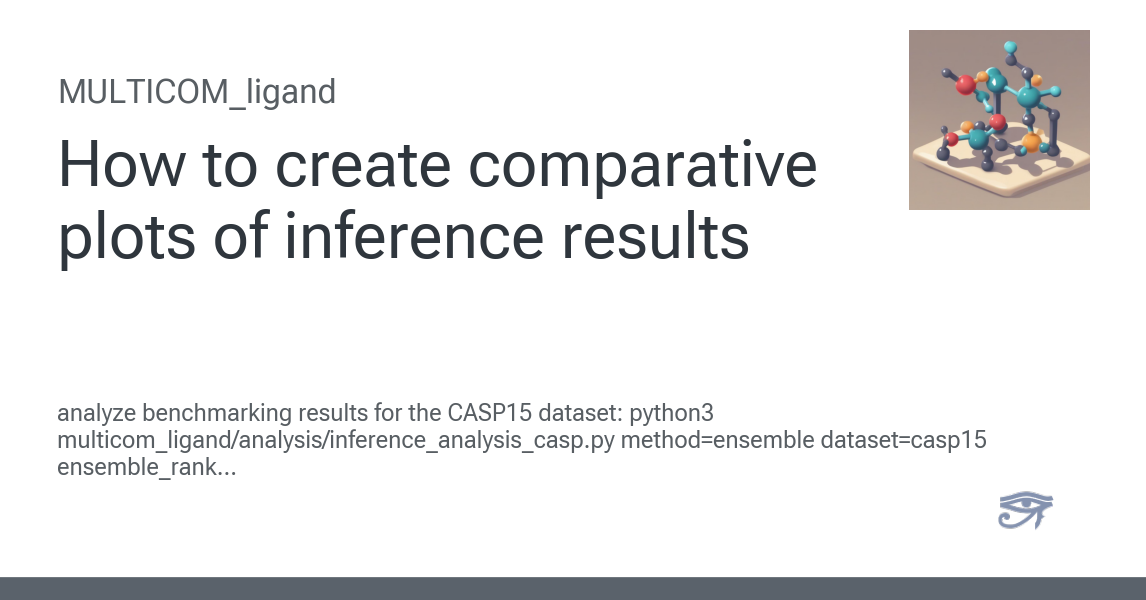 MULTICOM_ligand
How to create comparative
plots of inference results
analyze benchmarking results for the CASP15 dataset: python3
multicom_ligand/analysis/inference_analysis_casp.py method=ensemble dataset=casp15
ensemble_rank...